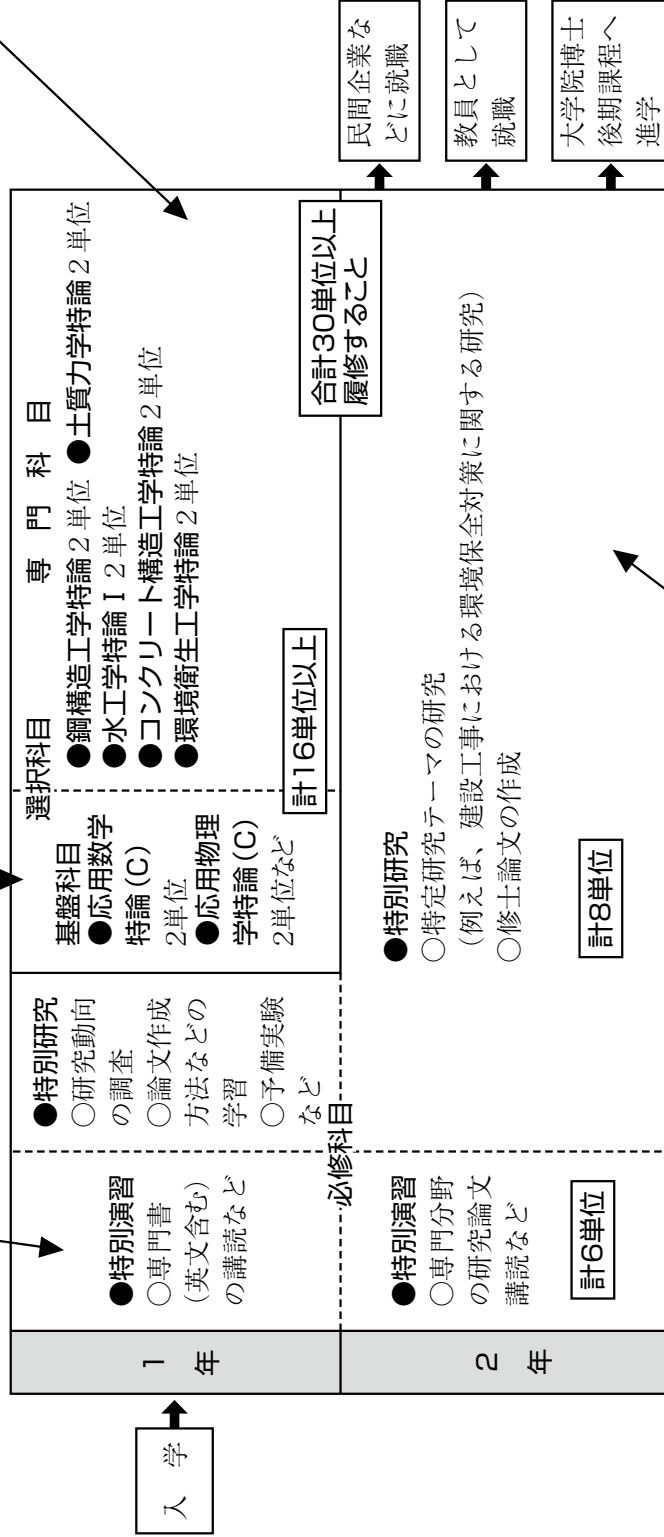 入　学
1　年
●特別演習
○専門書
(英文含む)
の講読など
●特別研究
○研究動向
の調査
○論文作成
方法などの
学習
○予備実験
など
必修科目
選択科目
基盤科目
●応用数学
特論(C)
2単位
●応用物理
学特論(C)
2単位など
専　門　科　目
●鋼構造工学特論２単位 ●土質力学特論２単位
●水工学特論Ⅰ２単位
●コンクリート構造工学特論２単位
●環境衛生工学特論２単位
計16単位以上
合計30単位以上
履修すること
2　年
●特別演習
○専門分野
の研究論文
講読など
計6単位
●特別研究
○特定研究テーマの研究
(例えば、建設工事における環境保全対策に関する研究)
○修士論文の作成
計8単位
民間企業な
どに就職
教員として
就職
大学院博士
後期課程へ
進学